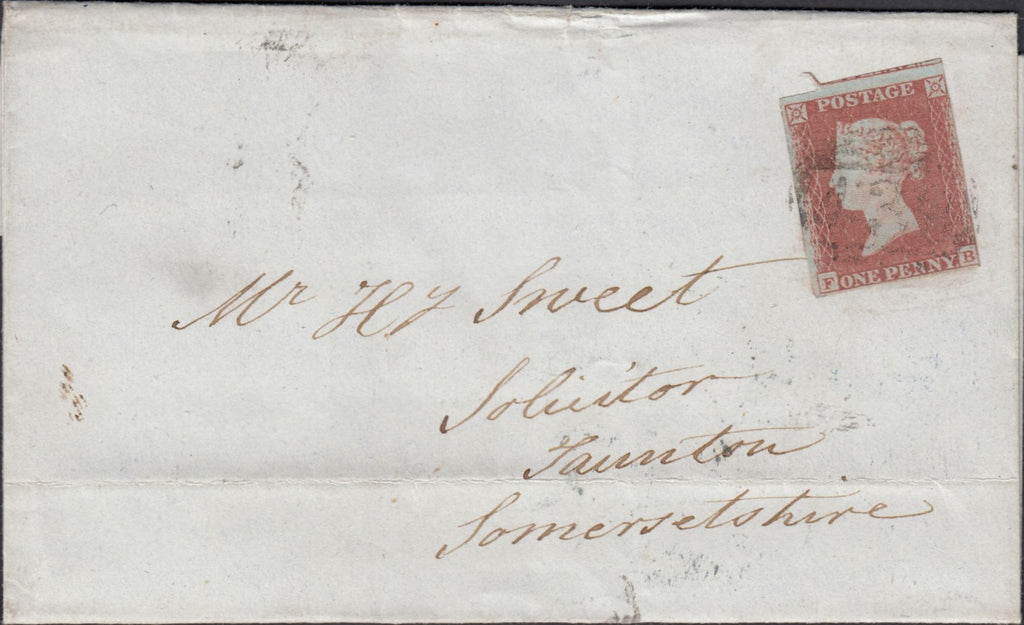 POSTAGE
F ONE PENNY B
Mr H J Sweet
Solicitor
Taunton
Somersetshire